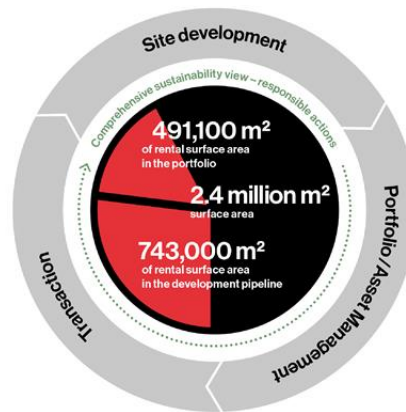 Site development
Comprehensive sustainability view – responsible actions
491,100 m²
of rental surface area
in the portfolio
2.4 million m²
surface area
743,000 m²
of rental surface area
in the development pipeline
Portfolio / Asset Management
Transaction